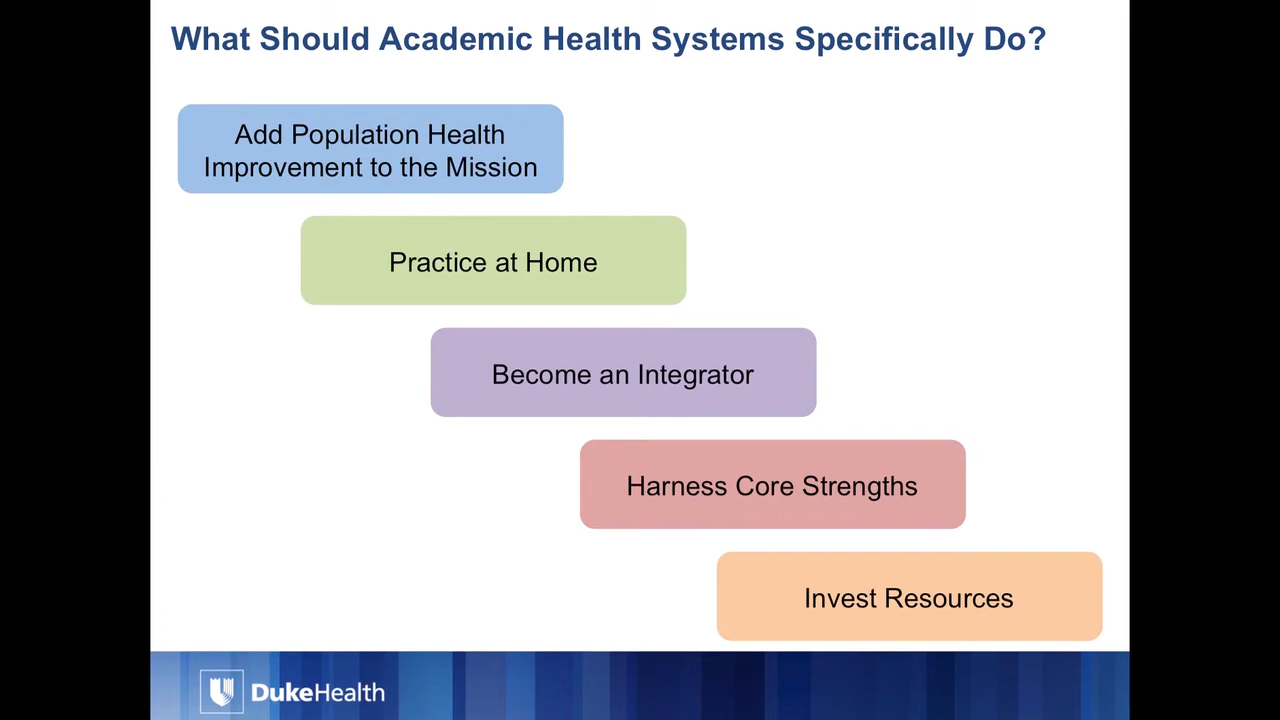 What Should Academic Health Systems Specifically Do?
Add Population Health
Improvement to the Mission
Practice at Home
Become an Integrator
Harness Core Strengths
Invest Resources
DukeHealth